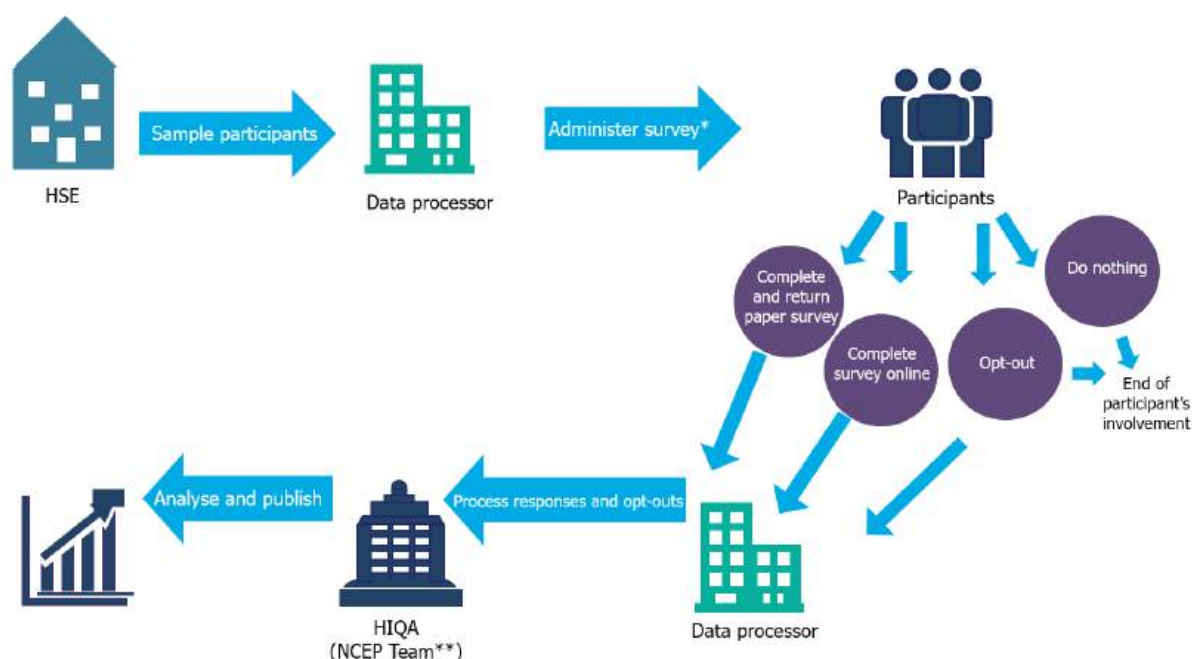 Sample participants
Administer survey*
HSE
Data processor
Participants
Complete
and return
paper survey
Complete
survey online
Opt-out
Do nothing
End of
participant's
involvement
Analyse and publish
Process responses and opt-outs
HIQA
(NCEP Team**)
Data processor